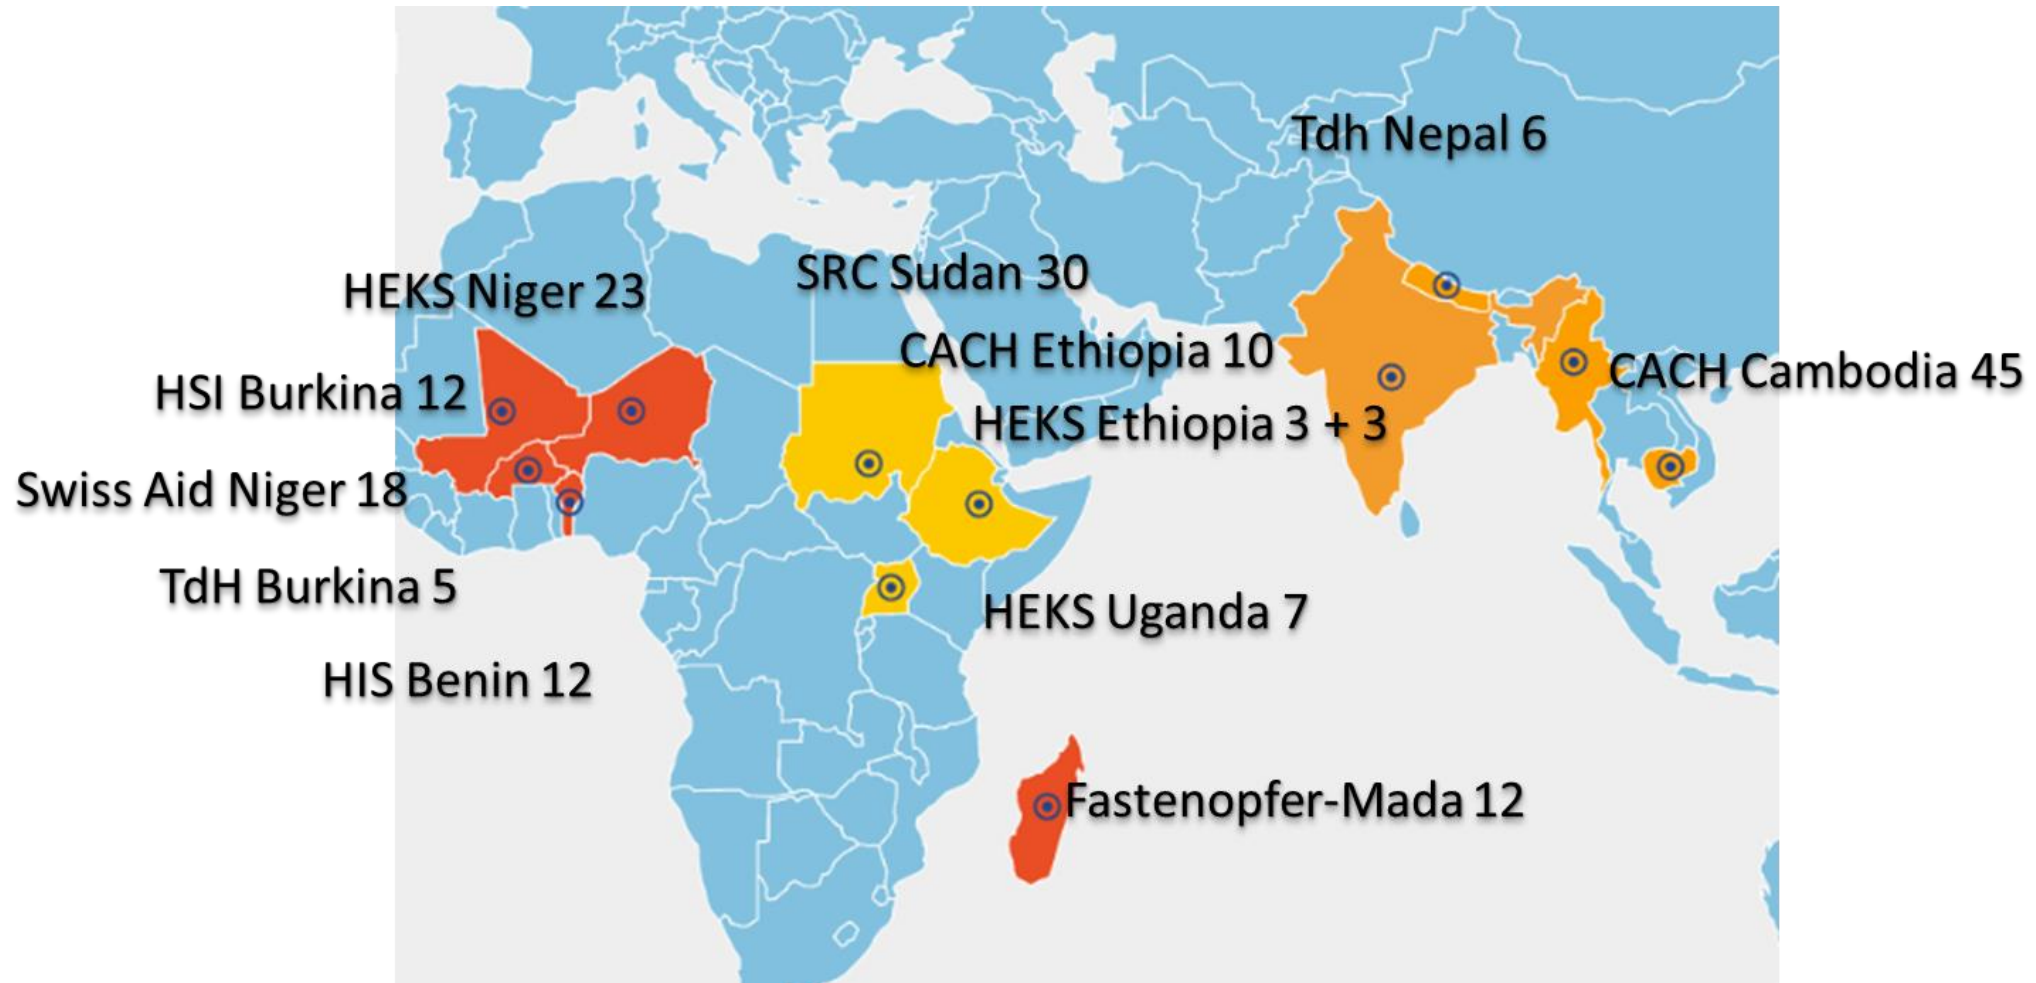 Tdh Nepal 6
SRC Sudan 30
HEKS Niger 23
CACH Ethiopia 10
CACH Cambodia 45
HSI Burkina 12
HEKS Ethiopia 3 + 3
Swiss Aid Niger 18
TdH Burkina 5
HEKS Uganda 7
HIS Benin 12
Fastenopfer-Mada 12